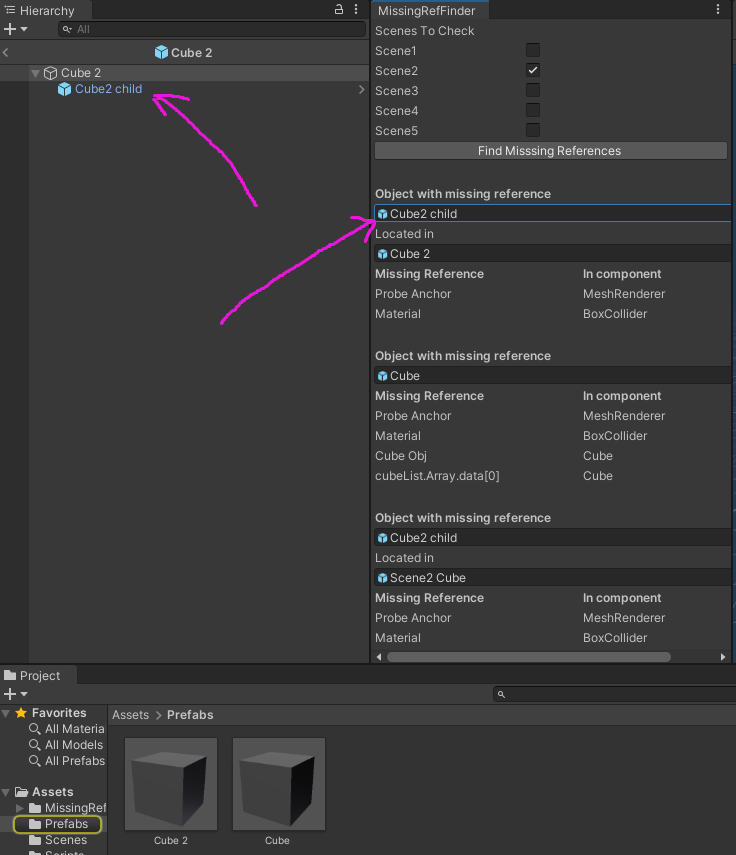 Hierarchy
All
Cube 2
Cube 2
Cube2 child
MissingRefFinder
Scenes To Check
Scene1
Scene2
Scene3
Scene4
Scene5
Find Misssing References
Object with missing reference
Cube2 child
Located in
Cube 2
Missing Reference In component
Probe Anchor MeshRenderer
Material BoxCollider
Object with missing reference
Cube
Missing Reference In component
Probe Anchor MeshRenderer
Material BoxCollider
Cube Obj Cube
cubeList.Array.data[0] Cube
Object with missing reference
Cube2 child
Located in
Scene2 Cube
Missing Reference In component
Probe Anchor MeshRenderer
Material BoxCollider
Project
Favorites
All Materia
All Models
All Prefabs
Assets
MissingRef
Prefabs
Scenes
Assets > Prefabs
Cube 2
Cube